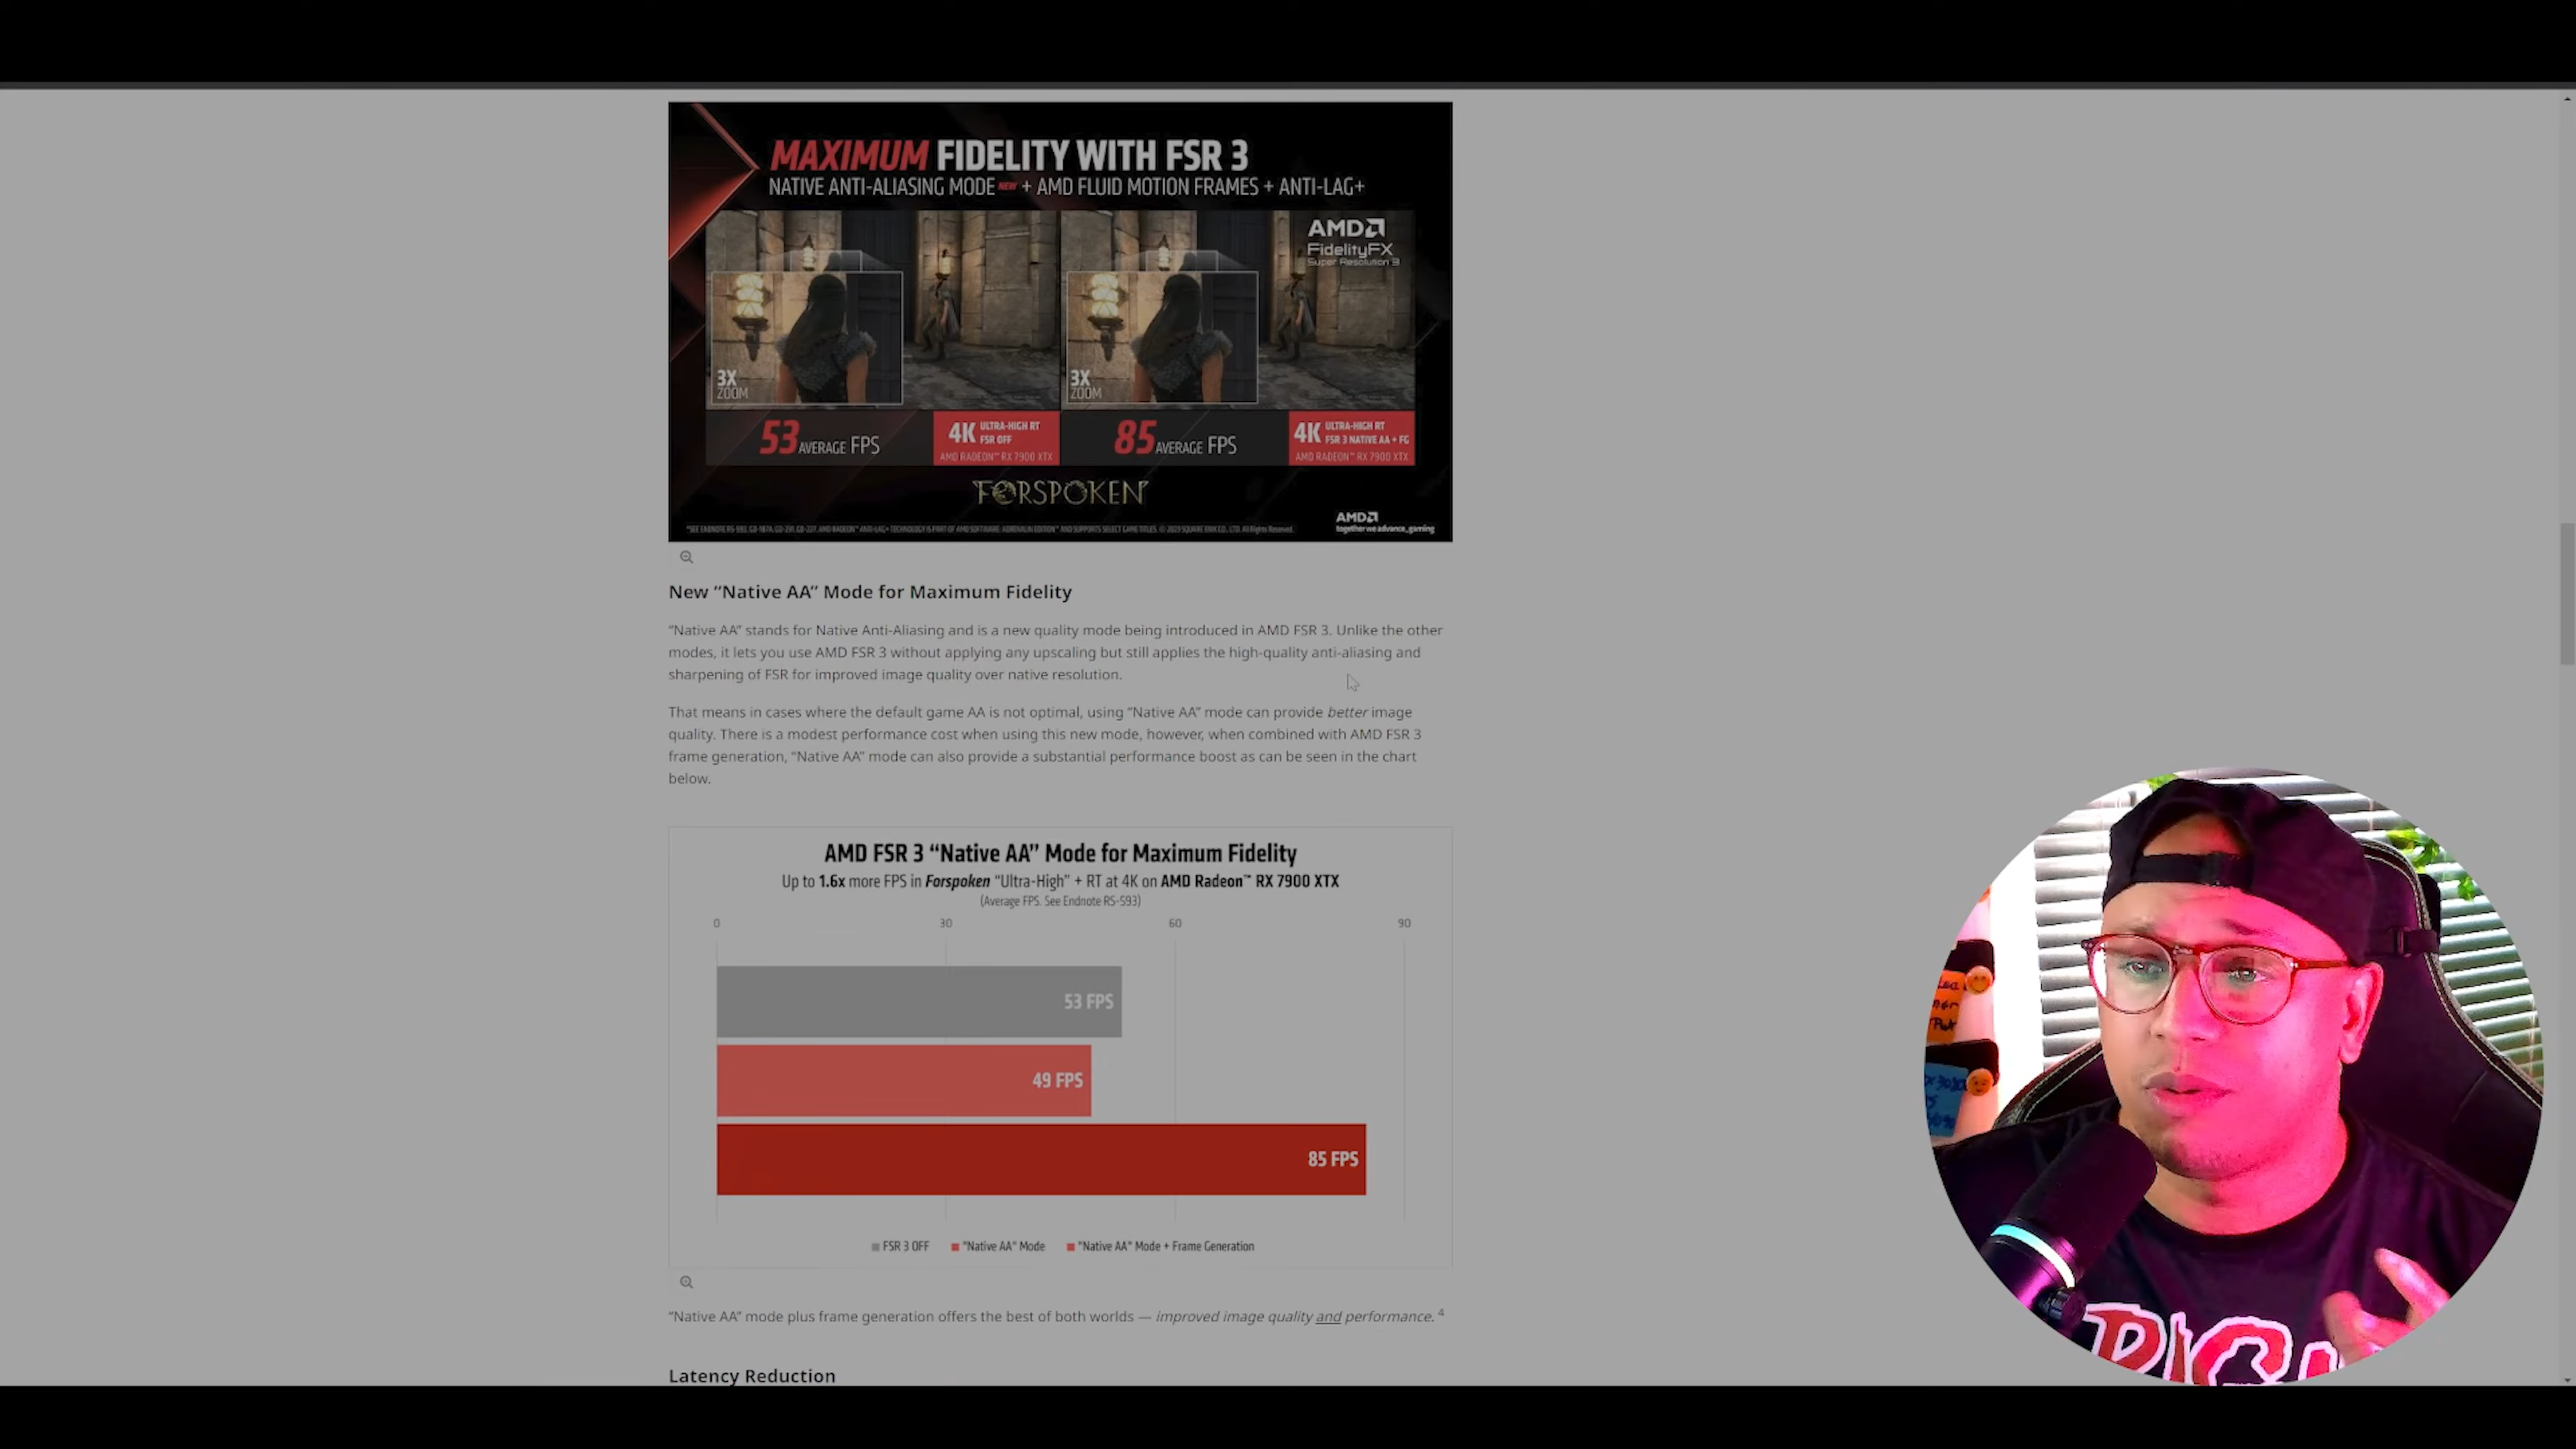 MAXIMUM FIDELITY WITH FSR 3
NATIVE ANTI-ALIASING MODE NEW + AMD FLUID MOTION FRAMES + ANTI-LAG+
AMD
FidelityFX
Super Resolution 3
3X
ZOOM
3X
ZOOM
53 AVERAGE FPS
4K ULTRA-HIGH RT
FSR OFF
AMD RADEON™ RX 7900 XTX
85 AVERAGE FPS
4K ULTRA-HIGH RT
FSR 3 NATIVE AA + FG
AMD RADEON™ RX 7900 XTX
FORSPOKEN
AMD
together we advance_gaming
New “Native AA” Mode for Maximum Fidelity
“Native AA” stands for Native Anti-Aliasing and is a new quality mode being introduced in AMD FSR 3. Unlike the other
modes, it lets you use AMD FSR 3 without applying any upscaling but still applies the high-quality anti-aliasing and
sharpening of FSR for improved image quality over native resolution.
That means in cases where the default game AA is not optimal, using “Native AA” mode can provide better image
quality. There is a modest performance cost when using this new mode, however, when combined with AMD FSR 3
frame generation, “Native AA” mode can also provide a substantial performance boost as can be seen in the chart
below.
AMD FSR 3 “Native AA” Mode for Maximum Fidelity
Up to 1.6x more FPS in Forspoken “Ultra-High” + RT at 4K on AMD Radeon™ RX 7900 XTX
(Average FPS. See Endnote RS-593)
0 30 60 90
53 FPS
49 FPS
85 FPS
FSR 3 OFF "Native AA" Mode "Native AA" Mode + Frame Generation
“Native AA” mode plus frame generation offers the best of both worlds — improved image quality and performance. 4
Latency Reduction